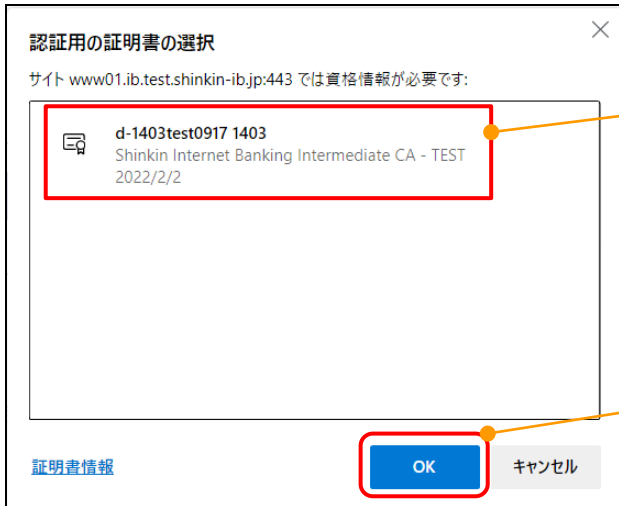 認証用の証明書の選択
サイト www01.ib.test.shinkin-ib.jp:443 では資格情報が必要です:
d-1403test0917 1403
Shinkin Internet Banking Intermediate CA - TEST
2022/2/2
証明書情報
OK
キャンセル